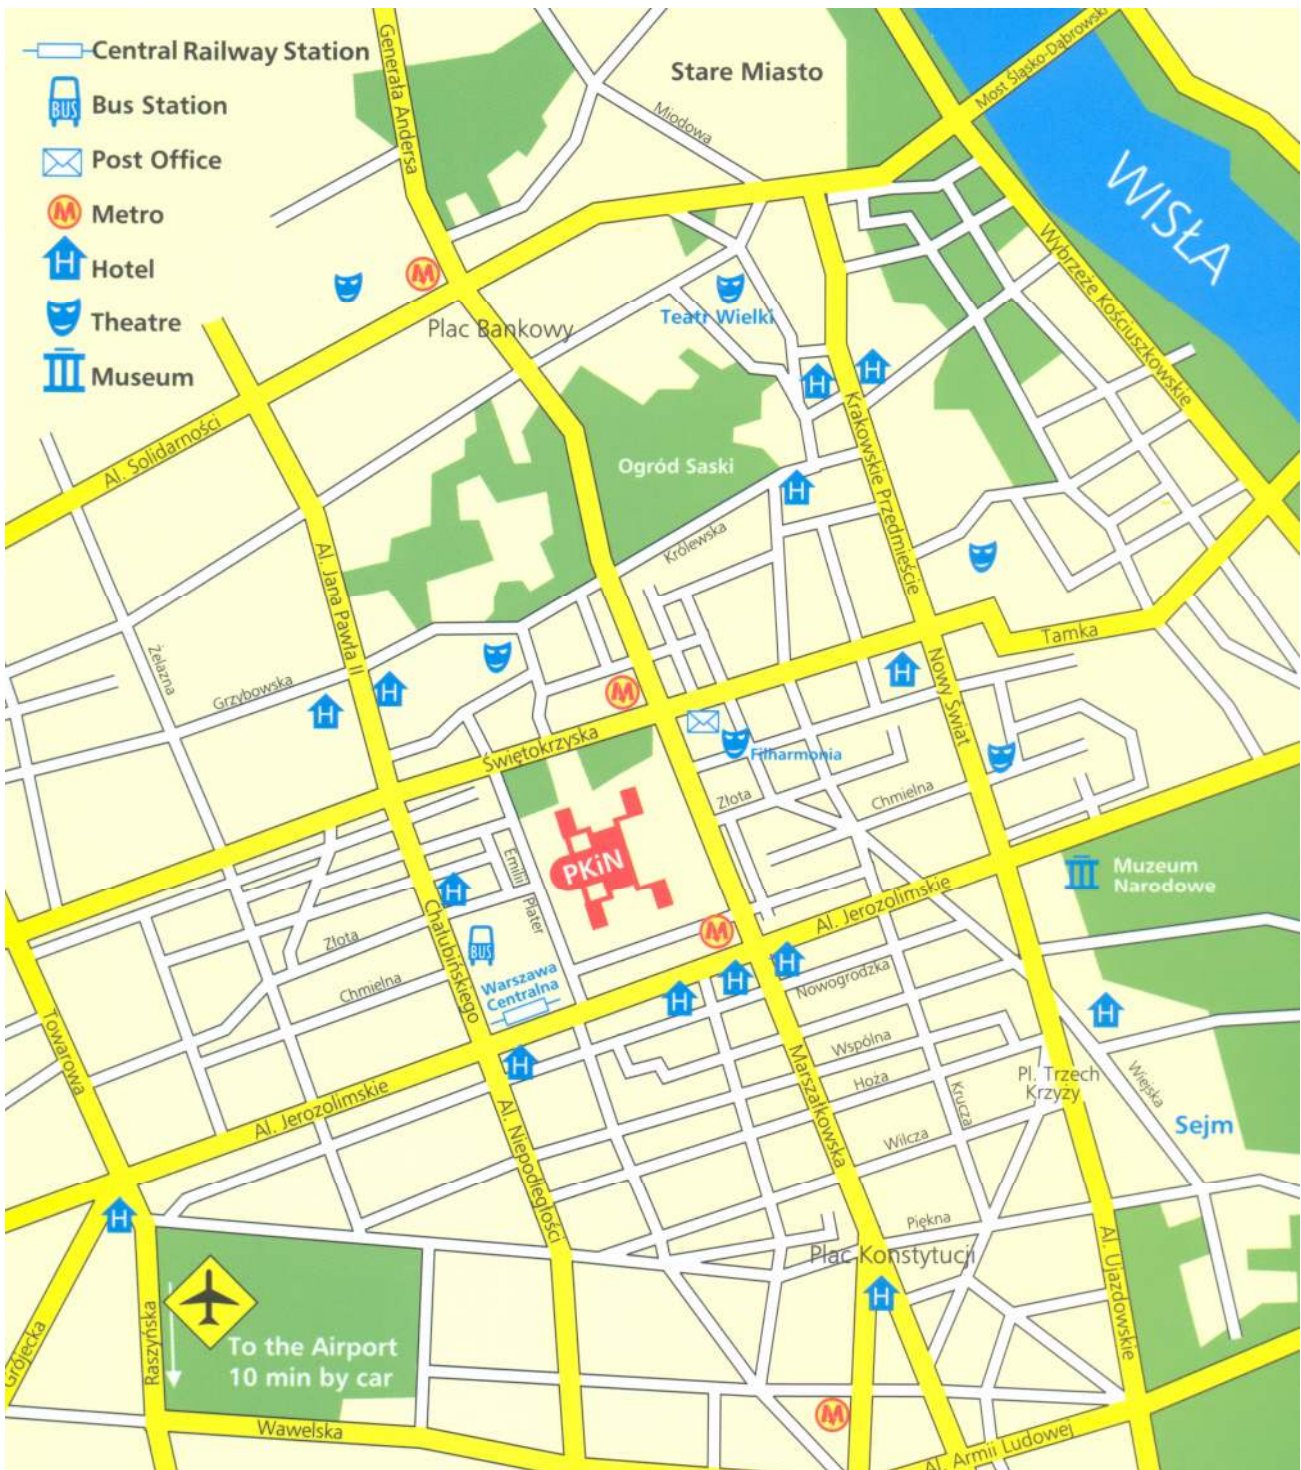 Central Railway Station
BUS
Bus Station
Post Office
M
Metro
H
Hotel
Theatre
Museum
Generała Andersa
Stare Miasto
Miodowa
Most Śląsko-Dąbrowski
WISŁA
Wybrzeże Kościuszkowskie
M
Plac Bankowy
Teatr Wielki
H
H
Krakowskie Przedmieście
Al. Solidarności
Ogród Saski
H
Królewska
Al. Jana Pawła II
Żelazna
Grzybowska
H
H
M
Tamka
H
Nowy Świat
Świętokrzyska
Filharmonia
Złota
Chmielna
PKiN
Emilii Plater
Muzeum
Narodowe
H
Chałubińskiego
BUS
Złota
Chmielna
Warszawa
Centralna
M
Al. Jerozolimskie
H
H
H
Nowogrodzka
H
Towarowa
Al. Jerozolimskie
H
Wspólna
Hoża
Marszałkowska
Krucza
Pl. Trzech
Krzyży
Wiejska
Sejm
Wilcza
Al. Niepodległości
H
Piękna
Plac Konstytucji
H
Al. Ujazdowskie
Grójecka
Raszyńska
To the Airport
10 min by car
Wawelska
M
Al. Armii Ludowej